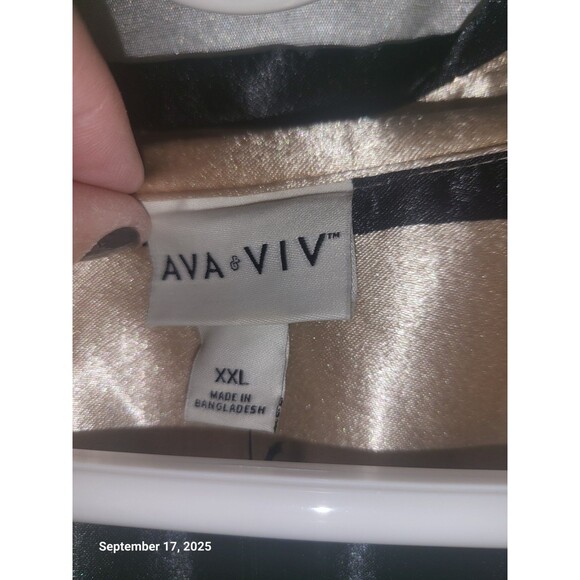 AVA & VIV™
XXL
MADE IN
BANGLADESH
September 17, 2025